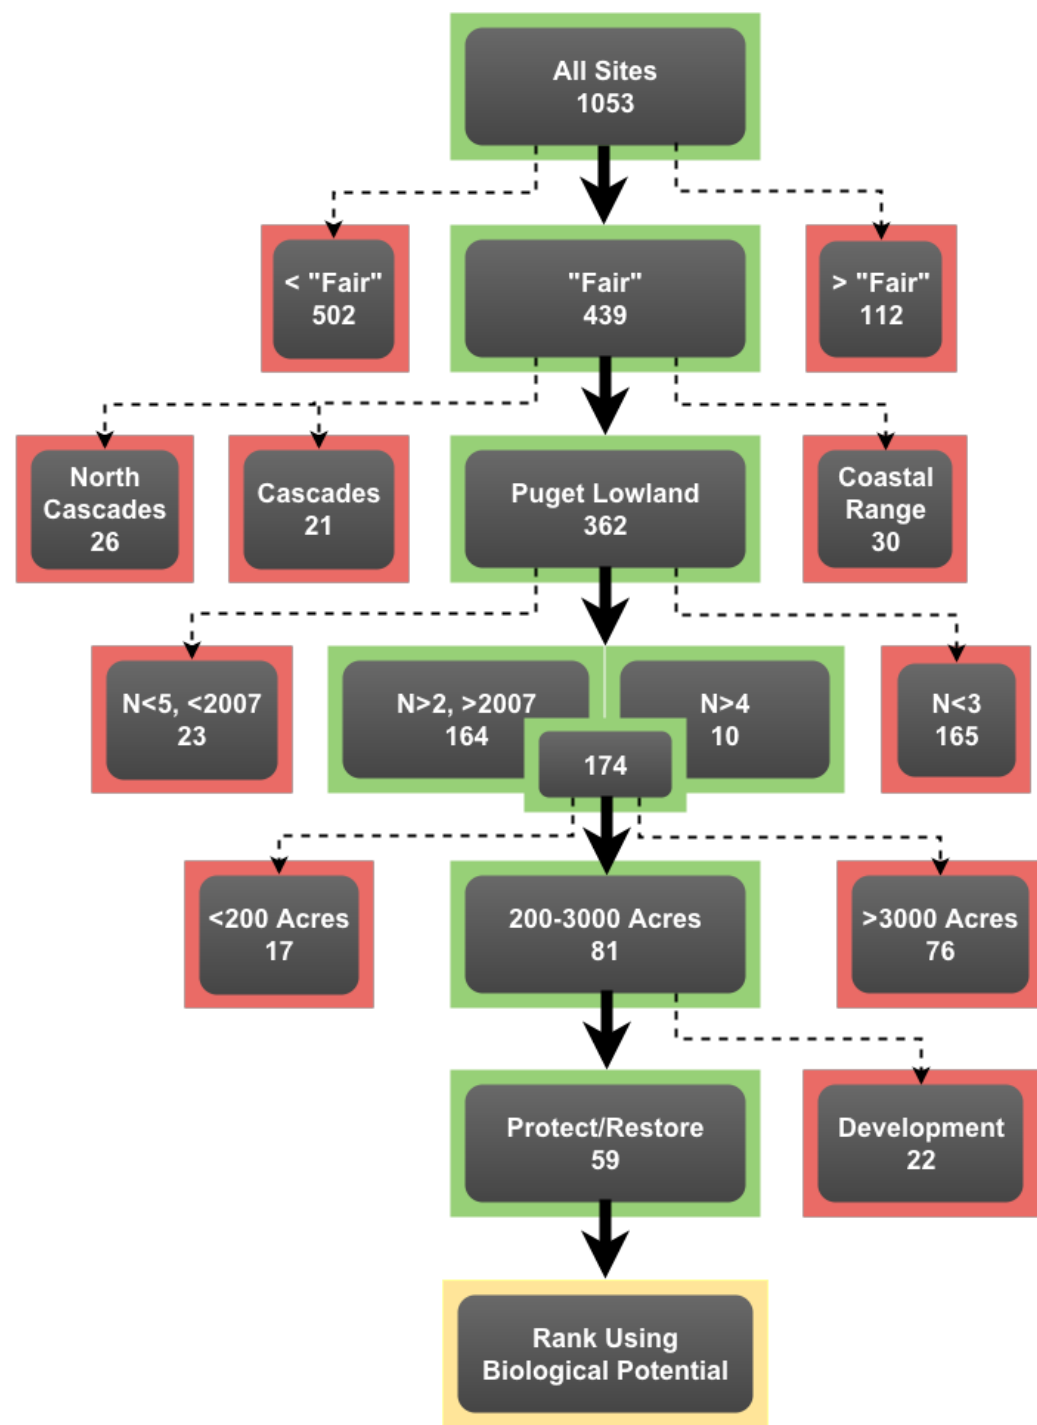 All Sites
1053
< "Fair"
502
"Fair"
439
> "Fair"
112
North
Cascades
26
Cascades
21
Puget Lowland
362
Coastal
Range
30
N<5, <2007
23
N>2, >2007
164
N>4
10
174
N<3
165
<200 Acres
17
200-3000 Acres
81
>3000 Acres
76
Protect/Restore
59
Development
22
Rank Using
Biological Potential